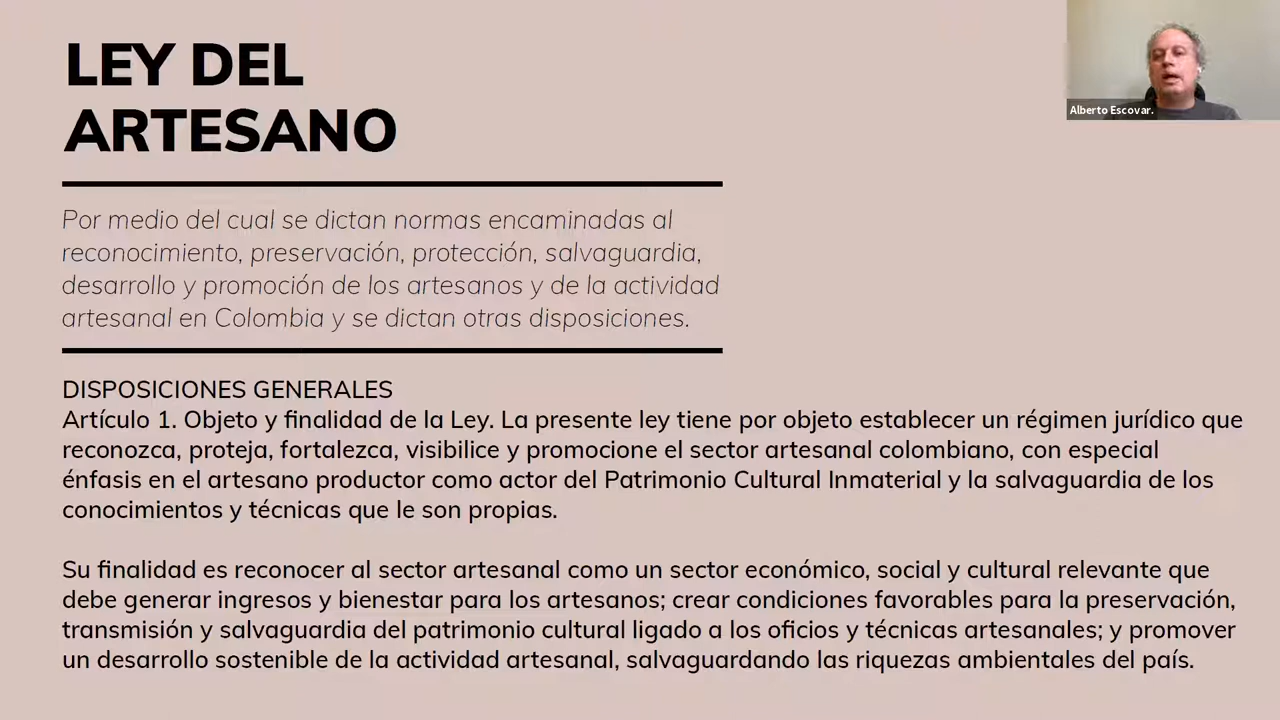 LEY DEL
ARTESANO
Alberto Escovar.
Por medio del cual se dictan normas encaminadas al
reconocimiento, preservación, protección, salvaguardia,
desarrollo y promoción de los artesanos y de la actividad
artesanal en Colombia y se dictan otras disposiciones.
DISPOSICIONES GENERALES
Artículo 1. Objeto y finalidad de la Ley. La presente ley tiene por objeto establecer un régimen jurídico que
reconozca, proteja, fortalezca, visibilice y promocione el sector artesanal colombiano, con especial
énfasis en el artesano productor como actor del Patrimonio Cultural Inmaterial y la salvaguardia de los
conocimientos y técnicas que le son propias.
Su finalidad es reconocer al sector artesanal como un sector económico, social y cultural relevante que
debe generar ingresos y bienestar para los artesanos; crear condiciones favorables para la preservación,
transmisión y salvaguardia del patrimonio cultural ligado a los oficios y técnicas artesanales; y promover
un desarrollo sostenible de la actividad artesanal, salvaguardando las riquezas ambientales del país.